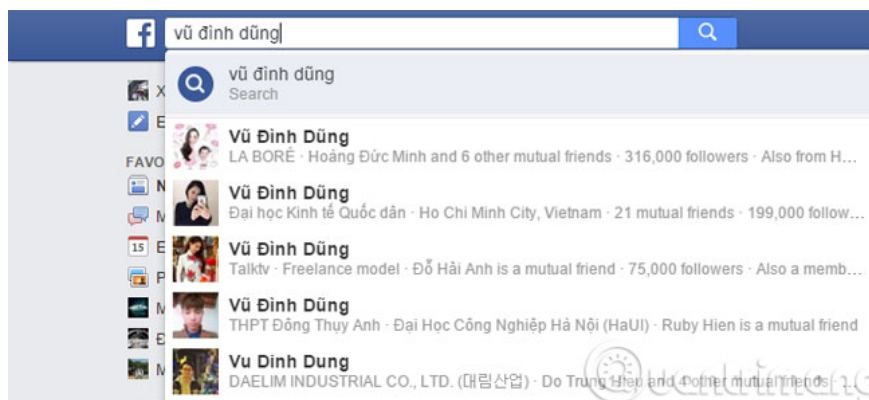 f
vũ đình dũng
vũ đình dũng
Search
X
E
Vũ Đình Dũng
FAVO
LA BORÉ · Hoàng Đức Minh and 6 other mutual friends · 316,000 followers · Also from H...
N
Vũ Đình Dũng
M
Đại học Kinh tế Quốc dân · Ho Chi Minh City, Vietnam · 21 mutual friends · 199,000 follow...
15 E
Vũ Đình Dũng
P
Talktv · Freelance model · Đỗ Hải Anh is a mutual friend · 75,000 followers · Also a memb...
M
Vũ Đình Dũng
THPT Đông Thụy Anh · Đại Học Công Nghiệp Hà Nội (HaUI) · Ruby Hien is a mutual friend
Đ
Vu Dinh Dung
M
DAELIM INDUSTRIAL CO., LTD. (대림산업) · Do Trung Hieu and 4 other mutual friends · ...
Quantrimang